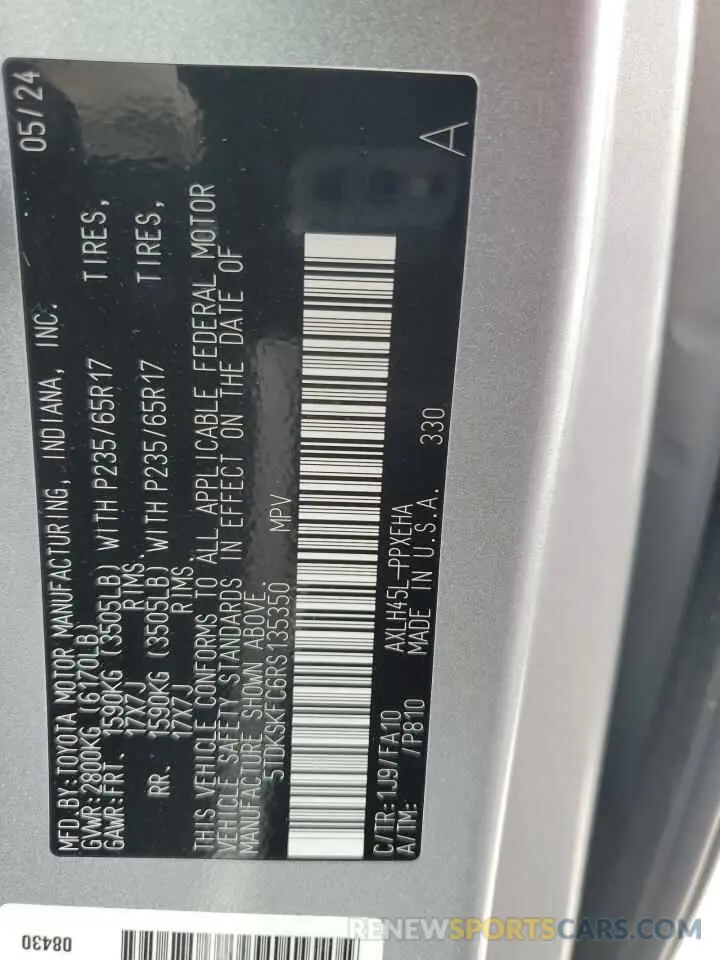 MFD.BY:TOYOTA MOTOR MANUFACTURING, INDIANA, INC. 05/24
GVWR:2800KG (6170LB)
GAWR:FRT. 1590KG (3505LB) WITH P235/65R17 TIRES,
17X7J RIMS.
RR. 1590KG (3505LB) WITH P235/65R17 TIRES,
17X7J RIMS.
THIS VEHICLE CONFORMS TO ALL APPLICABLE FEDERAL MOTOR
VEHICLE SAFETY STANDARDS IN EFFECT ON THE DATE OF
MANUFACTURE SHOWN ABOVE.
5TDKSKFC6RS135350 MPV
C/TR:1J9/FA10 AXLH45L-PPXEHA
A/TM: /P810 MADE IN U.S.A. 330 A
08430
RENEWSPORTSCARS.COM